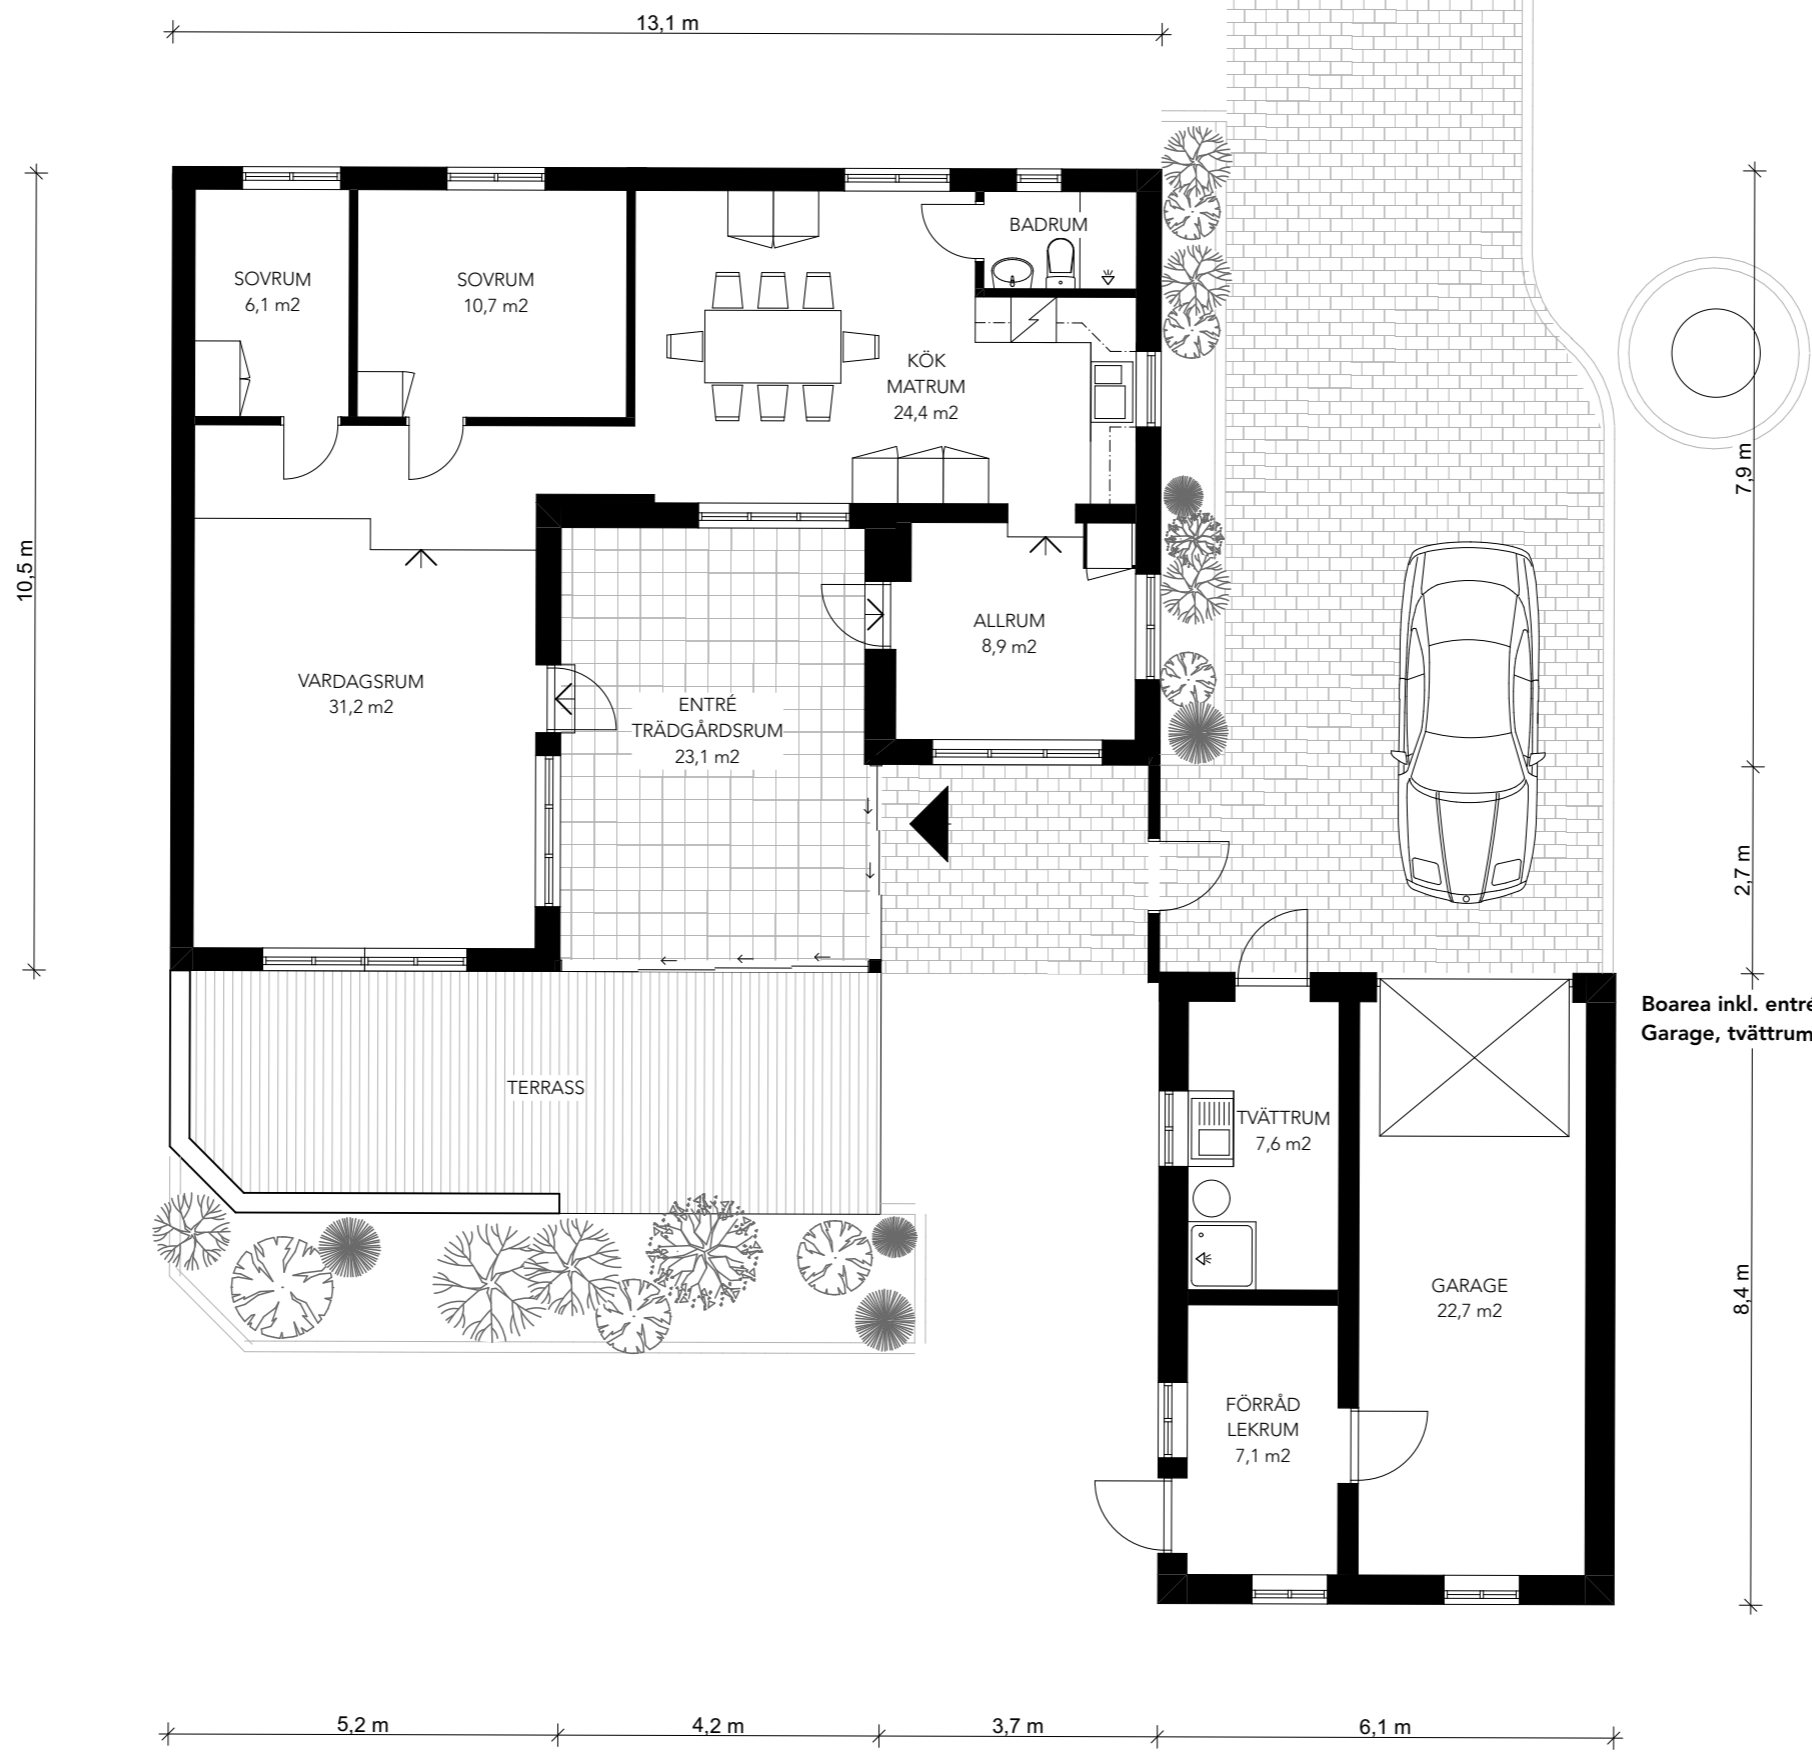 13,1 m
BADRUM
SOVRUM
6,1 m2
SOVRUM
10,7 m2
KÖK
MATRUM
24,4 m2
7,9 m
10,5 m
ALLRUM
8,9 m2
VARDAGSRUM
31,2 m2
ENTRÉ
TRÄDGÅRDSRUM
23,1 m2
2,7 m
Boarea inkl. entré
Garage, tvättrum
TERRASS
TVÄTTRUM
7,6 m2
GARAGE
22,7 m2
8,4 m
FÖRRÅD
LEKRUM
7,1 m2
5,2 m
4,2 m
3,7 m
6,1 m